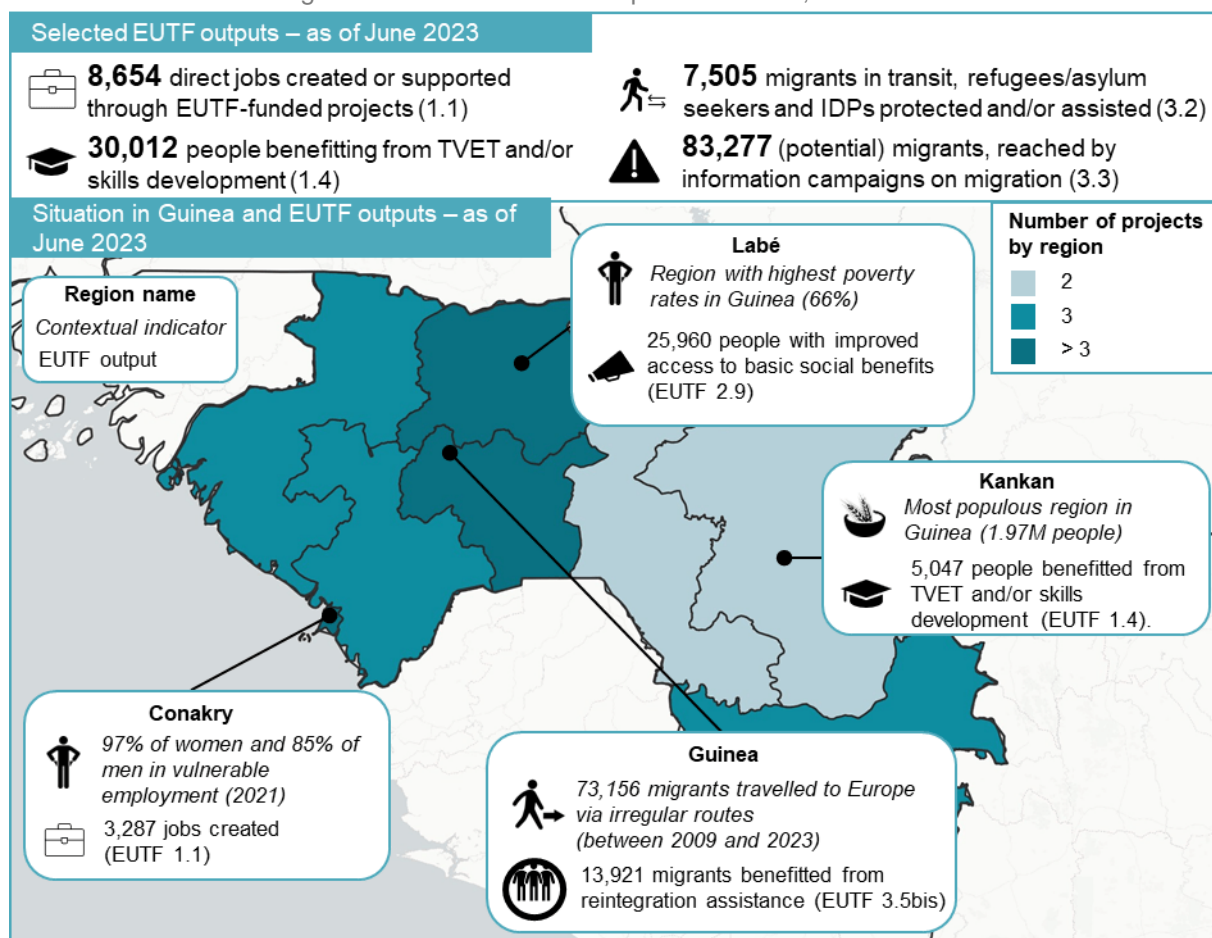 Selected EUTF outputs – as of June 2023
8,654 direct jobs created or supported
through EUTF-funded projects (1.1)
30,012 people benefitting from TVET and/or
skills development (1.4)
7,505 migrants in transit, refugees/asylum
seekers and IDPs protected and/or assisted (3.2)
83,277 (potential) migrants, reached by
information campaigns on migration (3.3)
Situation in Guinea and EUTF outputs – as of
June 2023
Number of projects
by region
2
3
> 3
Region name
Contextual indicator
EUTF output
Labé
Region with highest poverty
rates in Guinea (66%)
25,960 people with improved
access to basic social benefits
(EUTF 2.9)
Kankan
Most populous region in
Guinea (1.97M people)
5,047 people benefitted from
TVET and/or skills
development (EUTF 1.4).
Conakry
97% of women and 85% of
men in vulnerable
employment (2021)
3,287 jobs created
(EUTF 1.1)
Guinea
73,156 migrants travelled to Europe
via irregular routes
(between 2009 and 2023)
13,921 migrants benefitted from
reintegration assistance (EUTF 3.5bis)